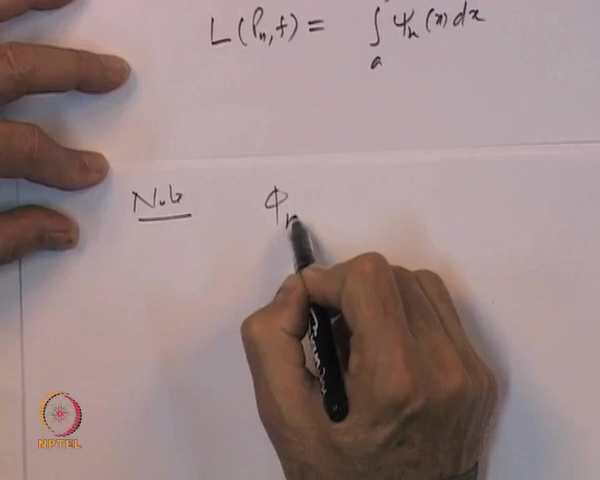 L(Pₙ, f) = ∫ₐ ψₙ(x) dx
Note Φₙ
NPTEL